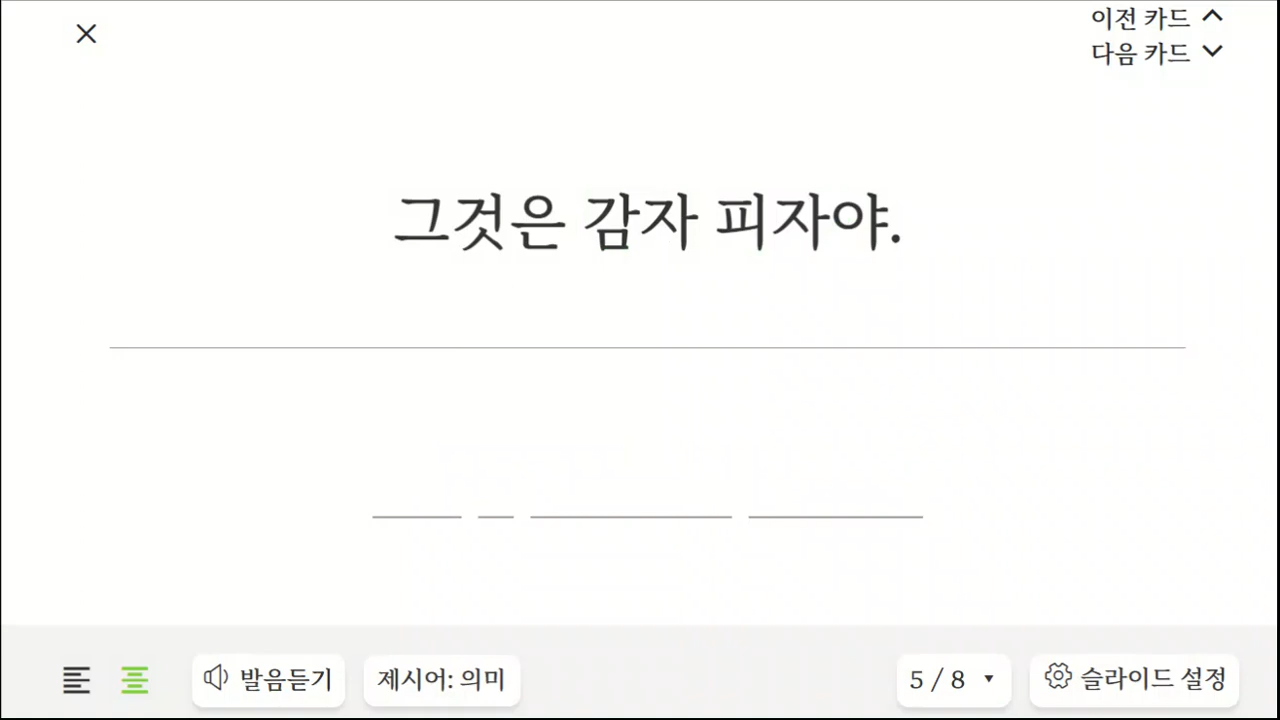 이전 카드
다음 카드
그것은 감자 피자야.
발음듣기
제시어: 의미
5 / 8
슬라이드 설정